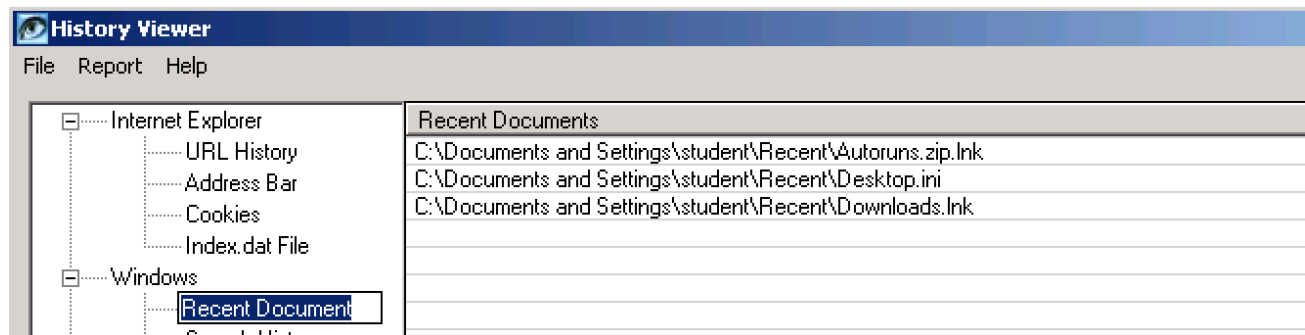 History Viewer
File Report Help
Internet Explorer
URL History
Address Bar
Cookies
Index.dat File
Windows
Recent Document
Recent Documents
C:\Documents and Settings\student\Recent\Autoruns.zip.lnk
C:\Documents and Settings\student\Recent\Desktop.ini
C:\Documents and Settings\student\Recent\Downloads.lnk